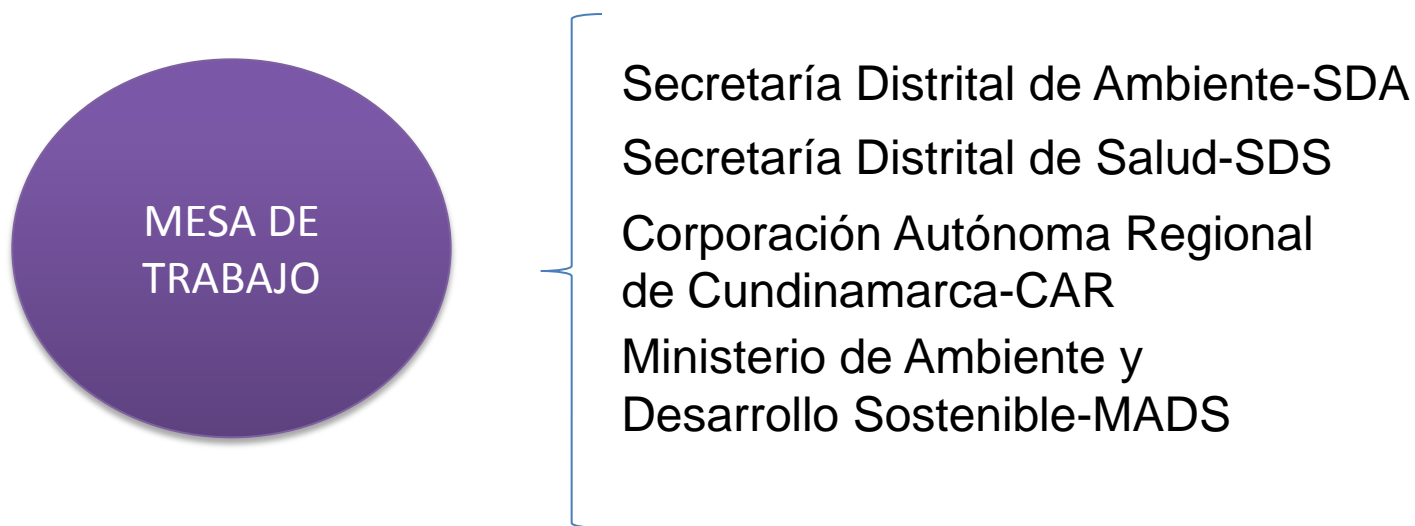 MESA DE
TRABAJO
Secretaría Distrital de Ambiente-SDA
Secretaría Distrital de Salud-SDS
Corporación Autónoma Regional
de Cundinamarca-CAR
Ministerio de Ambiente y
Desarrollo Sostenible-MADS